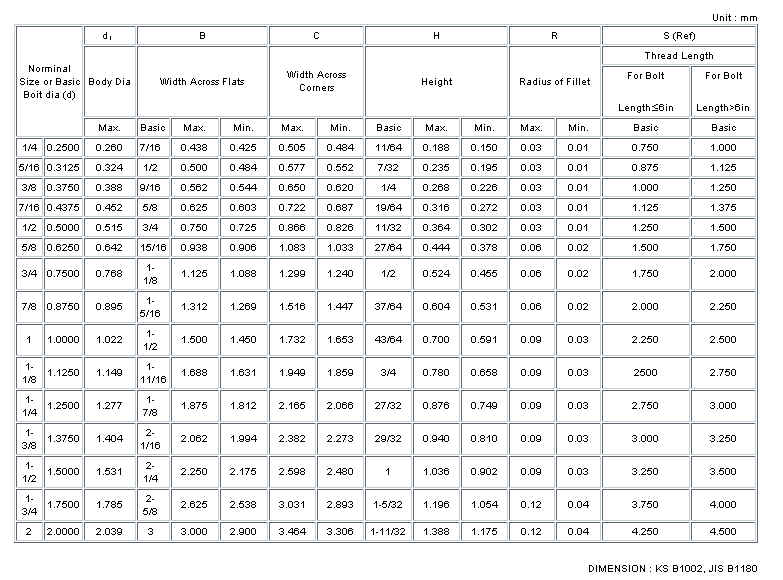 Unit : mm
d₁ B C H R S (Ref)
Norminal Size or Basic Boit dia (d) Body Dia Width Across Flats Width Across Corners Height Radius of Fillet Thread Length
For Bolt Length≤6in For Bolt Length>6in
Max. Basic Max. Min. Max. Min. Basic Max. Min. Max. Min. Basic Basic
1/4 0.2500 0.260 7/16 0.438 0.425 0.505 0.484 11/64 0.188 0.150 0.03 0.01 0.750 1.000
5/16 0.3125 0.324 1/2 0.500 0.484 0.577 0.552 7/32 0.235 0.195 0.03 0.01 0.875 1.125
3/8 0.3750 0.388 9/16 0.562 0.544 0.650 0.620 1/4 0.268 0.226 0.03 0.01 1.000 1.250
7/16 0.4375 0.452 5/8 0.625 0.603 0.722 0.687 19/64 0.316 0.272 0.03 0.01 1.125 1.375
1/2 0.5000 0.515 3/4 0.750 0.725 0.866 0.826 11/32 0.364 0.302 0.03 0.01 1.250 1.500
5/8 0.6250 0.642 15/16 0.938 0.906 1.083 1.033 27/64 0.444 0.378 0.06 0.02 1.500 1.750
3/4 0.7500 0.768 1-1/8 1.125 1.088 1.299 1.240 1/2 0.524 0.455 0.06 0.02 1.750 2.000
7/8 0.8750 0.895 1-5/16 1.312 1.269 1.516 1.447 37/64 0.604 0.531 0.06 0.02 2.000 2.250
1 1.0000 1.022 1-1/2 1.500 1.450 1.732 1.653 43/64 0.700 0.591 0.09 0.03 2.250 2.500
1-1/8 1.1250 1.149 1-11/16 1.688 1.631 1.949 1.859 3/4 0.780 0.658 0.09 0.03 2500 2.750
1-1/4 1.2500 1.277 1-7/8 1.875 1.812 2.165 2.066 27/32 0.876 0.749 0.09 0.03 2.750 3.000
1-3/8 1.3750 1.404 2-1/16 2.062 1.994 2.382 2.273 29/32 0.940 0.810 0.09 0.03 3.000 3.250
1-1/2 1.5000 1.531 2-1/4 2.250 2.175 2.598 2.480 1 1.036 0.902 0.09 0.03 3.250 3.500
1-3/4 1.7500 1.785 2-5/8 2.625 2.538 3.031 2.893 1-5/32 1.196 1.054 0.12 0.04 3.750 4.000
2 2.0000 2.039 3 3.000 2.900 3.464 3.306 1-11/32 1.388 1.175 0.12 0.04 4.250 4.500
DIMENSION : KS B1002, JIS B1180